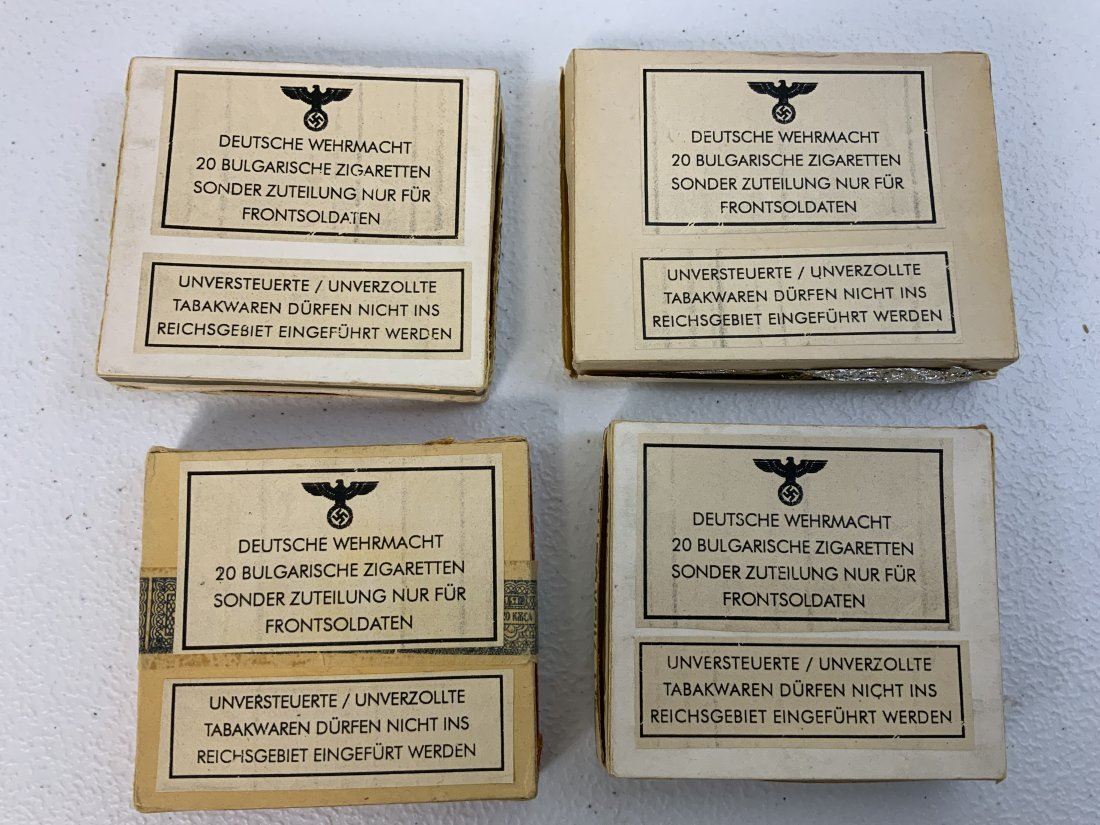 DEUTSCHE WEHRMACHT
20 BULGARISCHE ZIGARETTEN
SONDER ZUTEILUNG NUR FÜR
FRONTSOLDATEN
UNVERSTEUERTE / UNVERZOLLTE
TABAKWAREN DÜRFEN NICHT INS
REICHSGEBIET EINGEFÜHRT WERDEN
DEUTSCHE WEHRMACHT
20 BULGARISCHE ZIGARETTEN
SONDER ZUTEILUNG NUR FÜR
FRONTSOLDATEN
UNVERSTEUERTE / UNVERZOLLTE
TABAKWAREN DÜRFEN NICHT INS
REICHSGEBIET EINGEFÜHRT WERDEN
DEUTSCHE WEHRMACHT
20 BULGARISCHE ZIGARETTEN
SONDER ZUTEILUNG NUR FÜR
FRONTSOLDATEN
UNVERSTEUERTE / UNVERZOLLTE
TABAKWAREN DÜRFEN NICHT INS
REICHSGEBIET EINGEFÜRT WERDEN
DEUTSCHE WEHRMACHT
20 BULGARISCHE ZIGARETTEN
SONDER ZUTEILUNG NUR FÜR
FRONTSOLDATEN
UNVERSTEUERTE / UNVERZOLLTE
TABAKWAREN DÜRFEN NICHT INS
REICHSGEBIET EINGEFÜHRT WERDEN